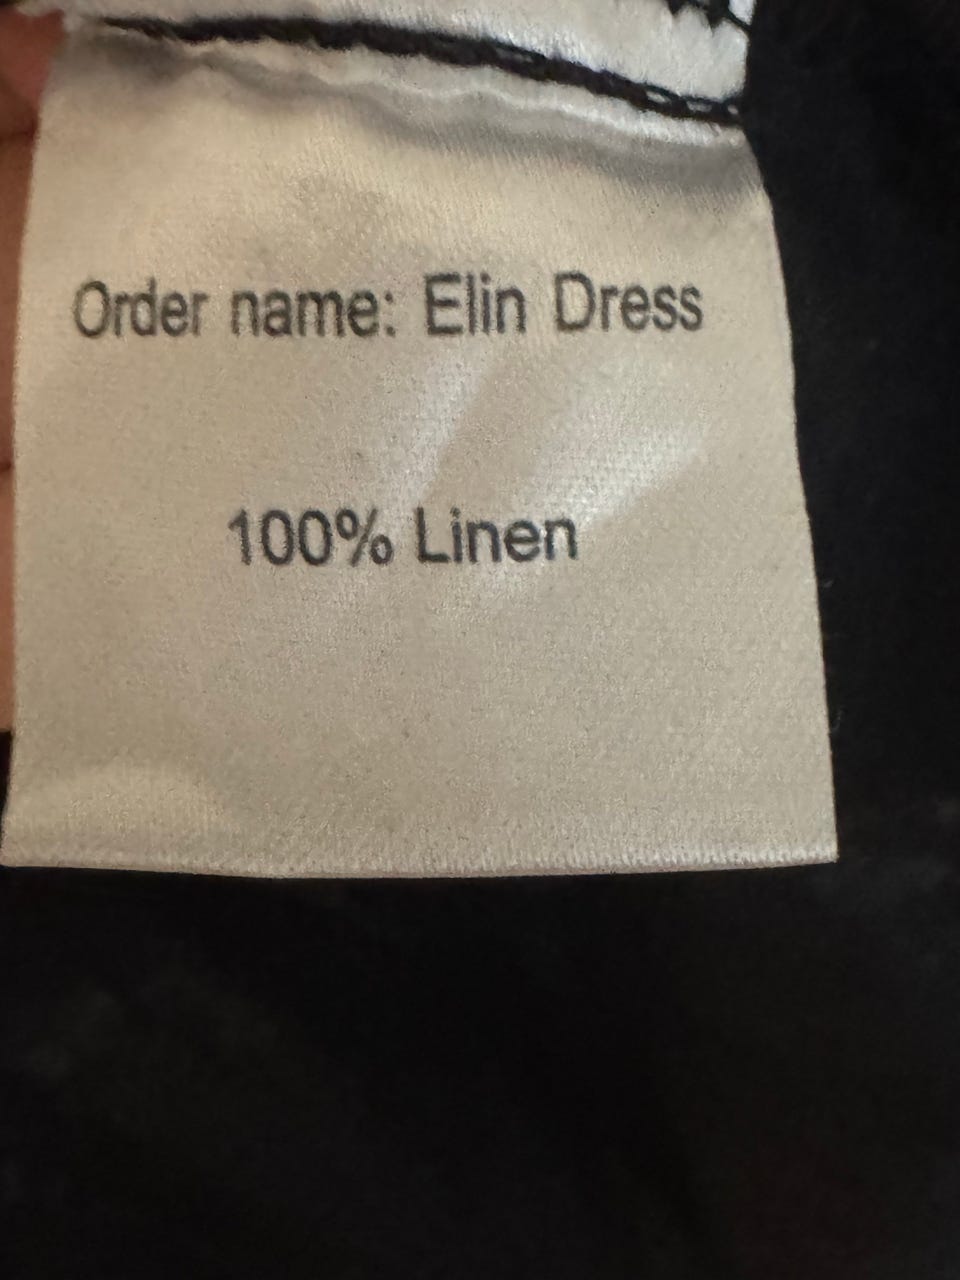 Order name: Elin Dress
100% Linen